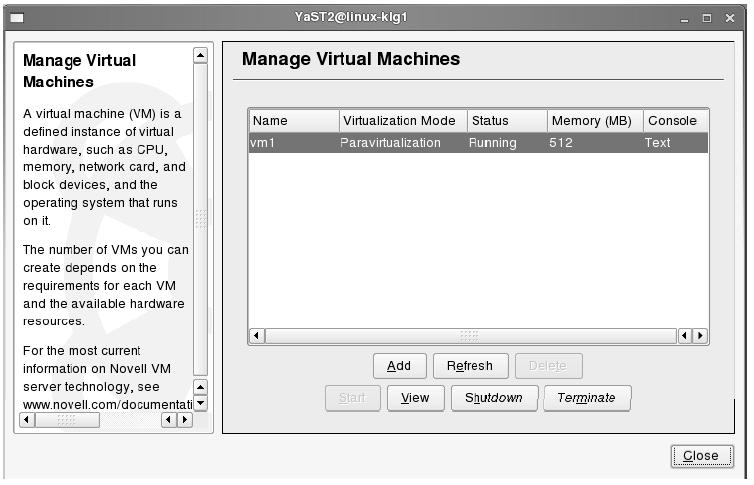 YaST2@linux-klg1
Manage Virtual
Machines
A virtual machine (VM) is a
defined instance of virtual
hardware, such as CPU,
memory, network card, and
block devices, and the
operating system that runs
on it.
The number of VMs you can
create depends on the
requirements for each VM
and the available hardware
resources.
For the most current
information on Novell VM
server technology, see
www.novell.com/documentati
Manage Virtual Machines
Name Virtualization Mode Status Memory (MB) Console
vm1 Paravirtualization Running 512 Text
Add Refresh Delete
Start View Shutdown Terminate
Close